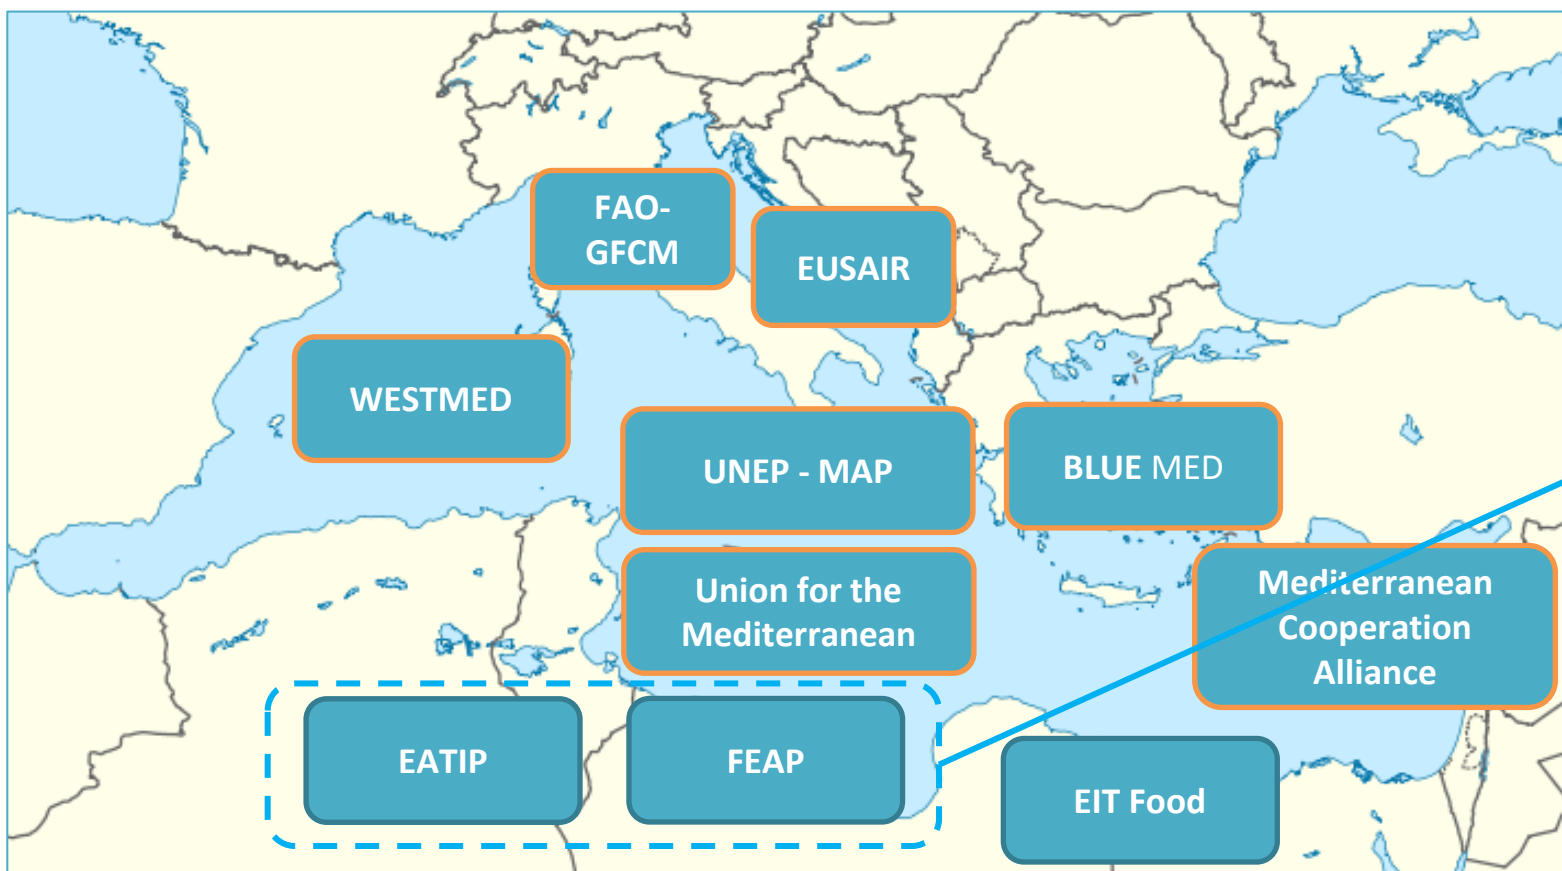 FAO-
GFCM
EUSAIR
WESTMED
UNEP - MAP
BLUE MED
Union for the
Mediterranean
Mediterranean
Cooperation
Alliance
EATIP
FEAP
EIT Food